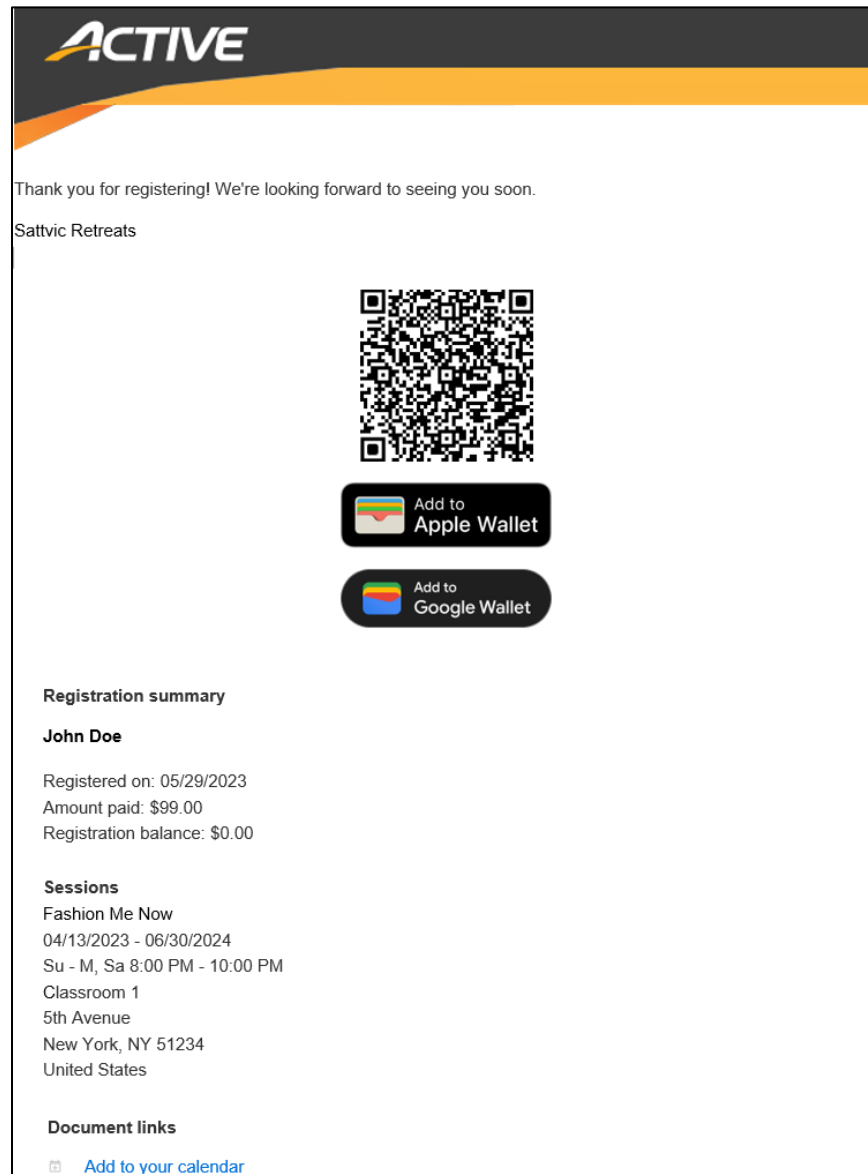 ACTIVE
Thank you for registering! We're looking forward to seeing you soon.
Sattvic Retreats
Add to
Apple Wallet
Add to
Google Wallet
Registration summary
John Doe
Registered on: 05/29/2023
Amount paid: $99.00
Registration balance: $0.00
Sessions
Fashion Me Now
04/13/2023 - 06/30/2024
Su - M, Sa 8:00 PM - 10:00 PM
Classroom 1
5th Avenue
New York, NY 51234
United States
Document links
Add to your calendar